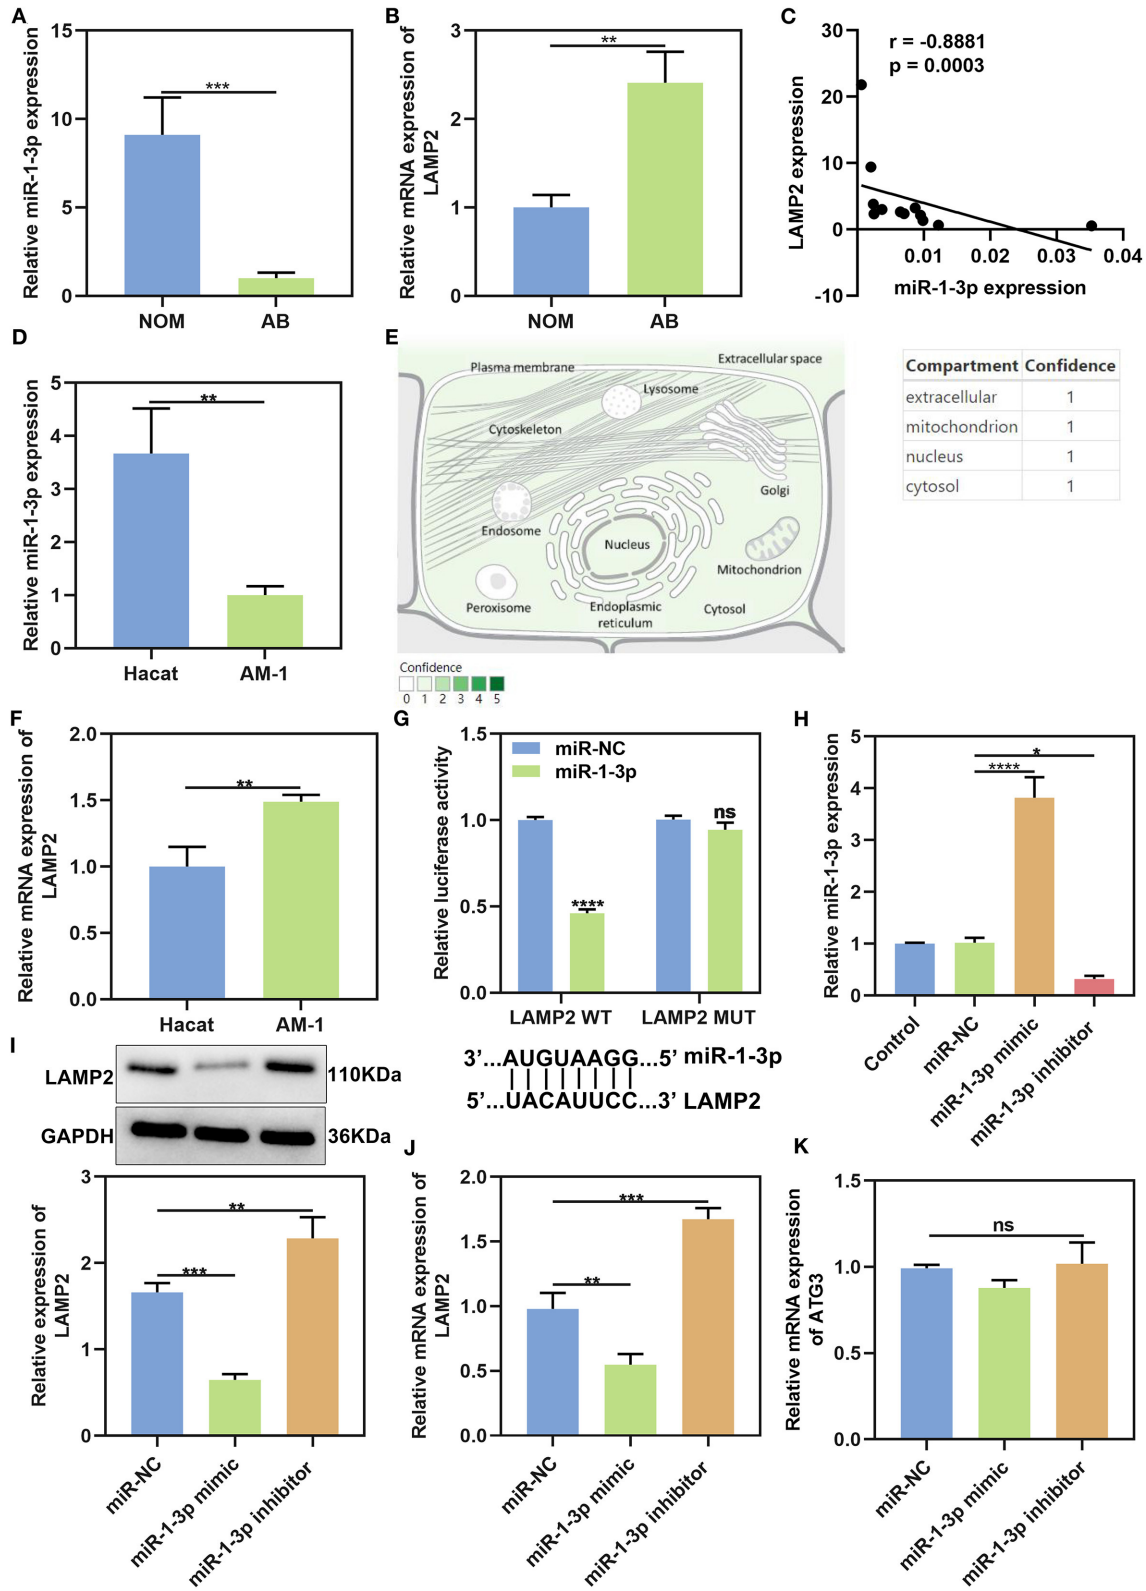 A
Relative miR-1-3p expression
15
10
5
0
***
NOM
AB
B
Relative mRNA expression of
LAMP2
3
2
1
0
**
NOM
AB
C
LAMP2 expression
30
20
10
0
-10
r = -0.8881
p = 0.0003
0.01
0.02
0.03
0.04
miR-1-3p expression
D
Relative miR-1-3p expression
5
4
3
2
1
0
**
Hacat
AM-1
E
Plasma membrane
Extracellular space
Lysosome
Cytoskeleton
Golgi
Endosome
Nucleus
Mitochondrion
Peroxisome
Endoplasmic
reticulum
Cytosol
Confidence
0 1 2 3 4 5
Compartment Confidence
extracellular 1
mitochondrion 1
nucleus 1
cytosol 1
F
Relative mRNA expression of
LAMP2
2.0
1.5
1.0
0.5
0.0
**
Hacat
AM-1
G
Relative luciferase activity
1.5
1.0
0.5
0.0
miR-NC
miR-1-3p
****
ns
LAMP2 WT
LAMP2 MUT
3’...AUGUAAGG...5’ miR-1-3p
5’...UACAUUCC...3’ LAMP2
H
Relative miR-1-3p expression
5
4
3
2
1
0
*
****
Control
miR-NC
miR-1-3p mimic
miR-1-3p inhibitor
I
LAMP2
110KDa
GAPDH
36KDa
Relative expression of
LAMP2
3
2
1
0
**
***
miR-NC
miR-1-3p mimic
miR-1-3p inhibitor
J
Relative mRNA expression of
LAMP2
2.0
1.5
1.0
0.5
0.0
***
**
miR-NC
miR-1-3p mimic
miR-1-3p inhibitor
K
Relative mRNA expression
of ATG3
1.5
1.0
0.5
0.0
ns
miR-NC
miR-1-3p mimic
miR-1-3p inhibitor